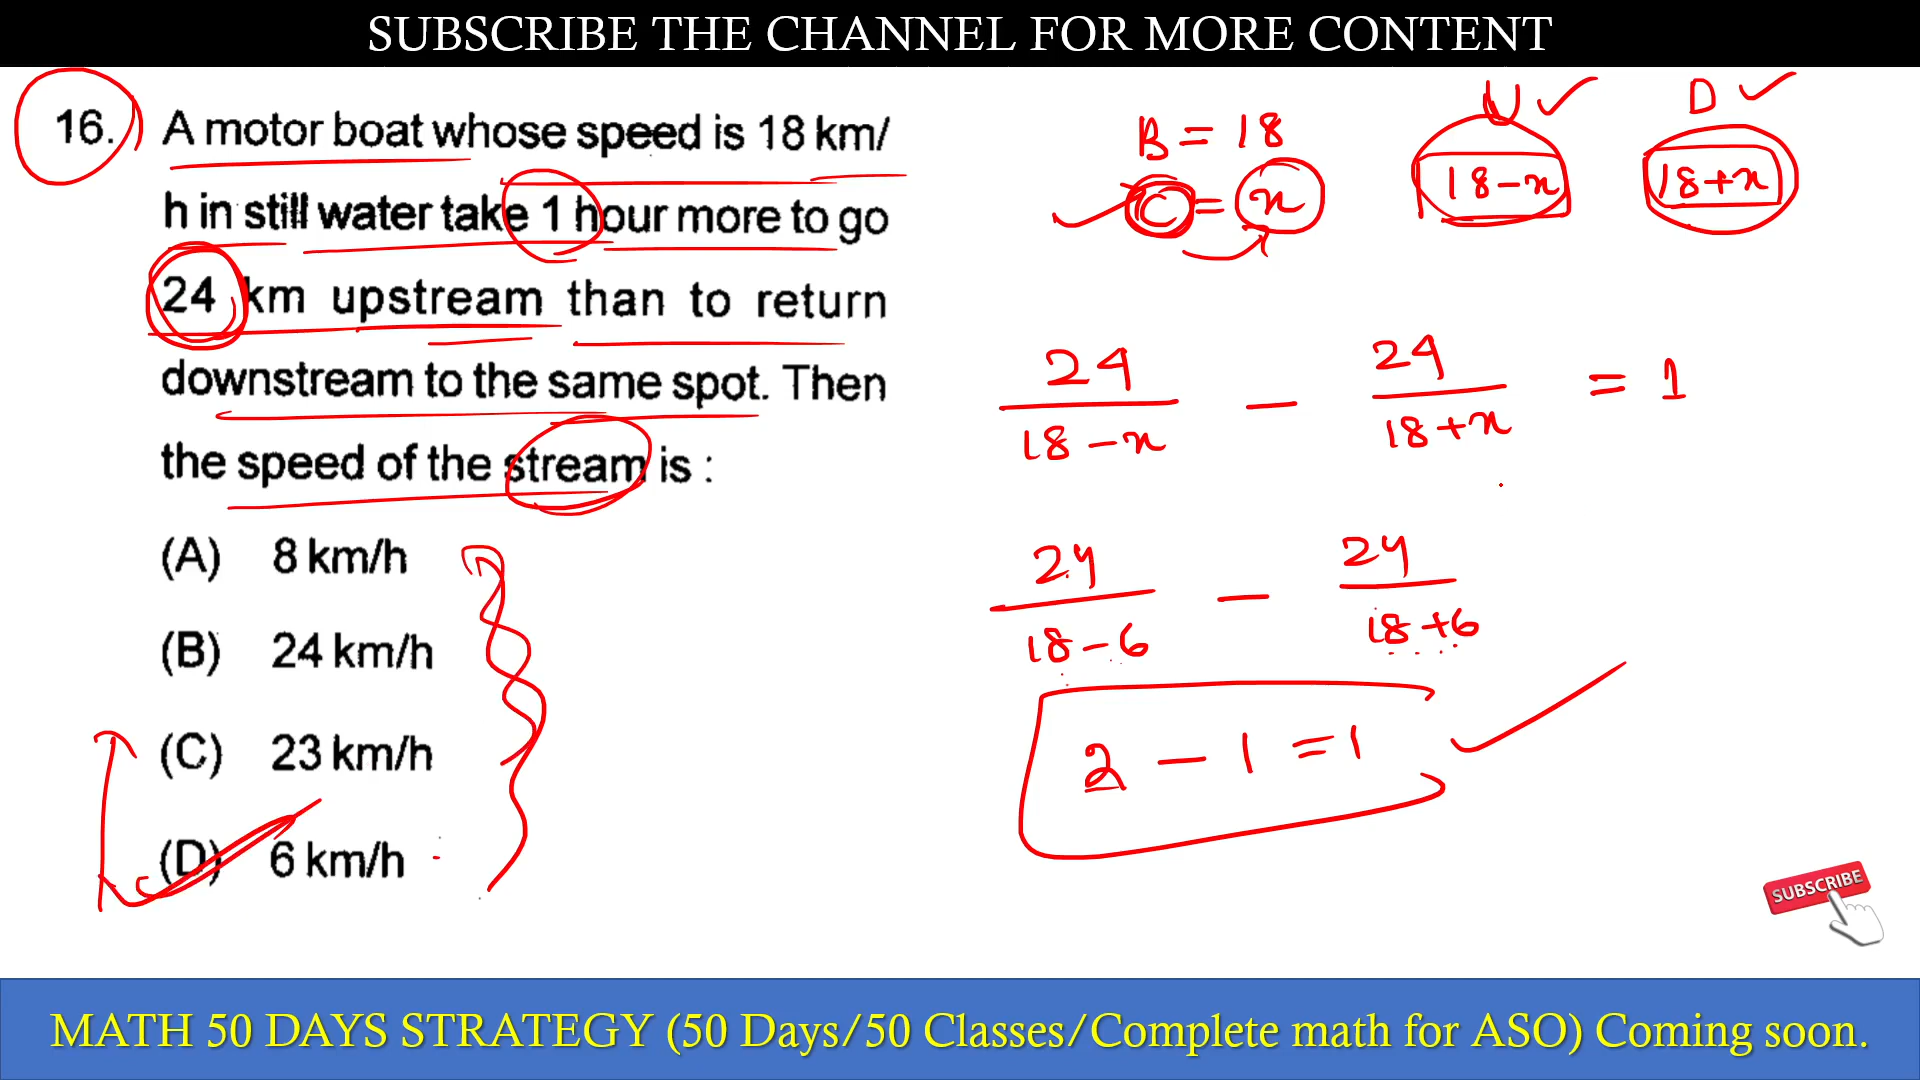 SUBSCRIBE THE CHANNEL FOR MORE CONTENT
16. A motor boat whose speed is 18 km/
h in still water take 1 hour more to go
24 km upstream than to return
downstream to the same spot. Then
the speed of the stream is :
(A) 8 km/h
(B) 24 km/h
(C) 23 km/h
(D) 6 km/h
B = 18
C = x
U
18-x
D
18+x
24 / 18-x - 24 / 18+x = 1
24 / 18-6 - 24 / 18+6
2 - 1 = 1
SUBSCRIBE
MATH 50 DAYS STRATEGY (50 Days/50 Classes/Complete math for ASO) Coming soon.